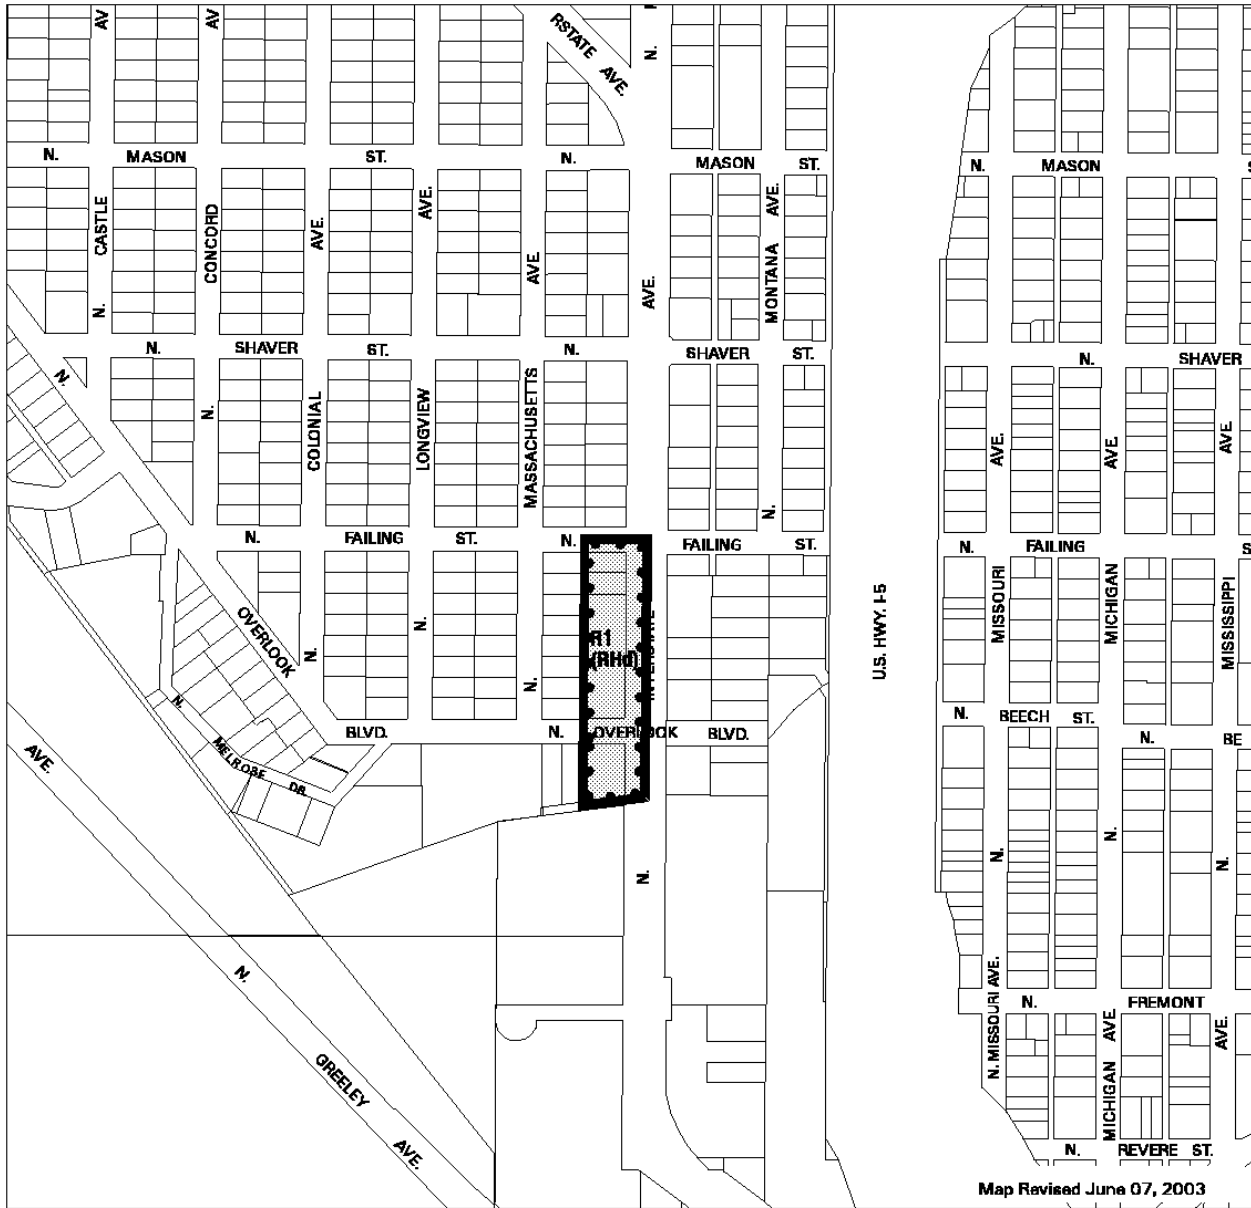 AV
AV
RSTATE AVE.
N.
N. MASON ST. N. MASON ST. N. MASON S
N. CASTLE
CONCORD
AVE.
AVE.
AVE.
AVE.
MONTANA AVE.
N. SHAVER ST. N. SHAVER ST. N. SHAVER
N.
N.
COLONIAL
LONGVIEW
MASSACHUSETTS
N.
AVE.
AVE.
AVE.
N. FAILING ST. N. FAILING ST. N. FAILING S
U.S. HWY. I-5
MISSOURI
MICHIGAN
MISSISSIPPI
OVERLOOK
N.
N.
N.
R1
(RHd)
INTERSTATE
N. BEECH ST. N. BE
BLVD. N. OVERLOOK BLVD.
N. MELROSE DR.
AVE.
N.
N.
N.
N.
N. GREELEY AVE.
N. MISSOURI AVE.
N. FREMONT
MICHIGAN AVE.
AVE.
N. REVERE ST.
Map Revised June 07, 2003